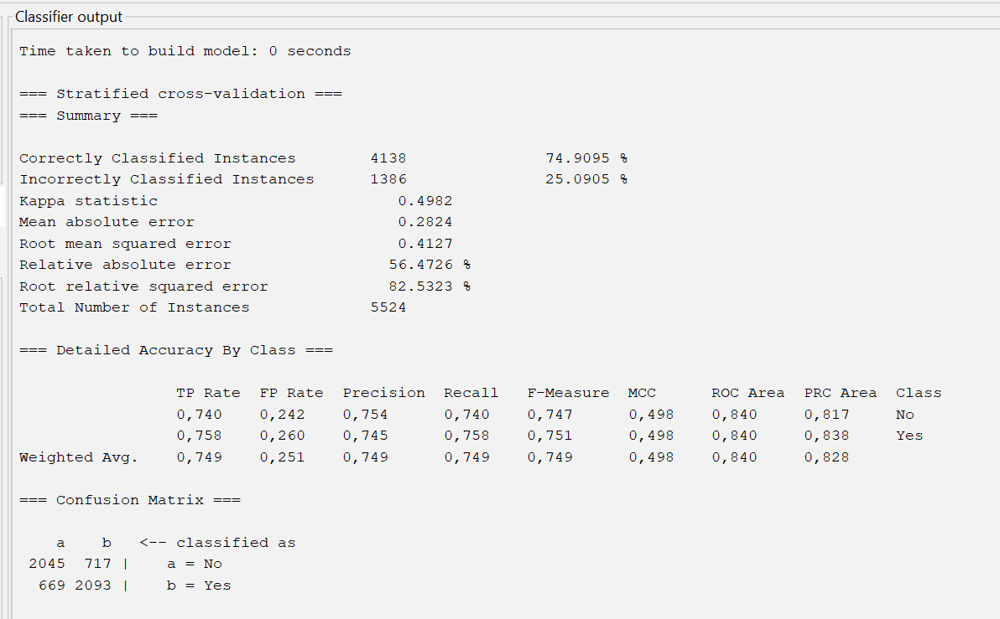 Classifier output
Time taken to build model: 0 seconds
=== Stratified cross-validation ===
=== Summary ===
Correctly Classified Instances        4138               74.9095 %
Incorrectly Classified Instances      1386               25.0905 %
Kappa statistic                          0.4982
Mean absolute error                      0.2824
Root mean squared error                  0.4127
Relative absolute error                 56.4726 %
Root relative squared error             82.5323 %
Total Number of Instances             5524
=== Detailed Accuracy By Class ===
                 TP Rate  FP Rate  Precision  Recall   F-Measure  MCC      ROC Area  PRC Area  Class
                 0,740    0,242    0,754      0,740    0,747      0,498    0,840     0,817     No
                 0,758    0,260    0,745      0,758    0,751      0,498    0,840     0,838     Yes
Weighted Avg.    0,749    0,251    0,749      0,749    0,749      0,498    0,840     0,828
=== Confusion Matrix ===
    a    b   <-- classified as
 2045  717 |    a = No
  669 2093 |    b = Yes